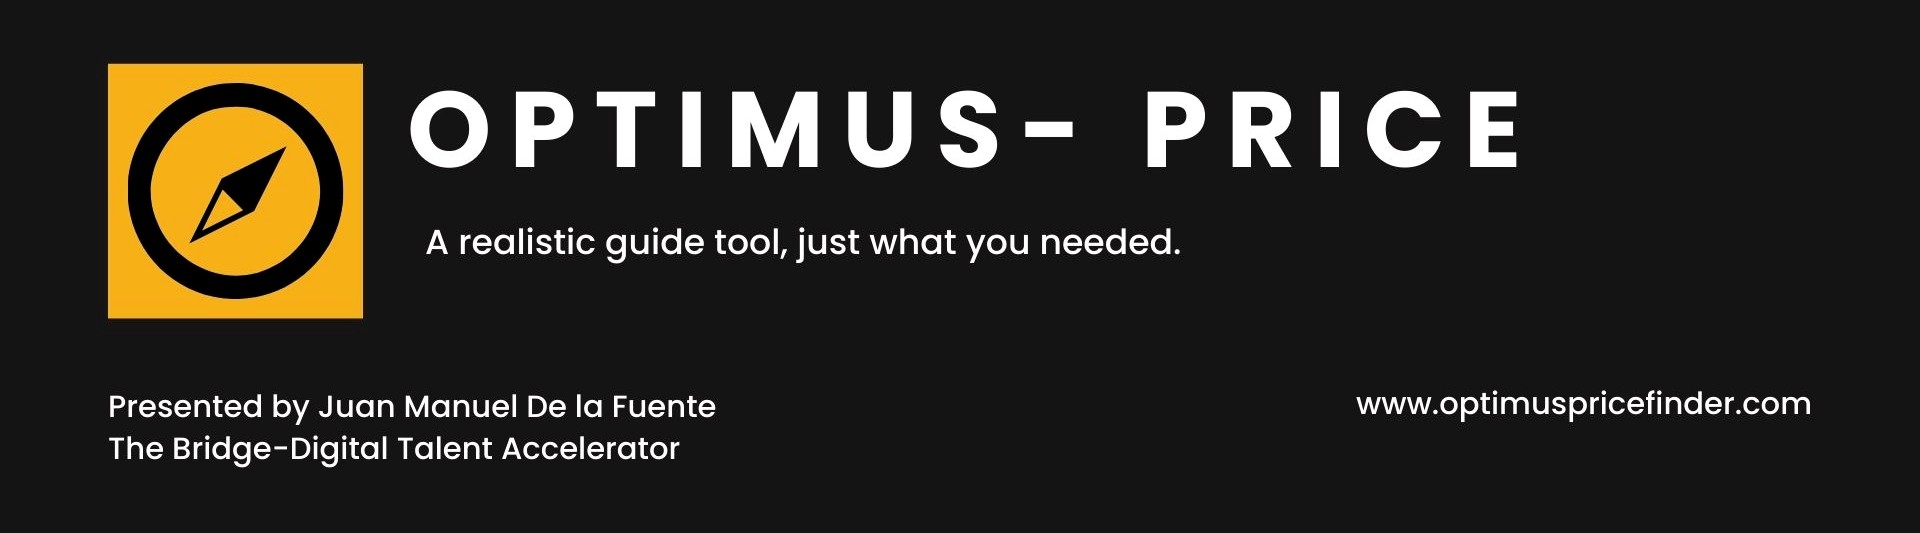 OPTIMUS- PRICE
A realistic guide tool, just what you needed.
Presented by Juan Manuel De la Fuente
The Bridge-Digital Talent Accelerator
www.optimuspricefinder.com